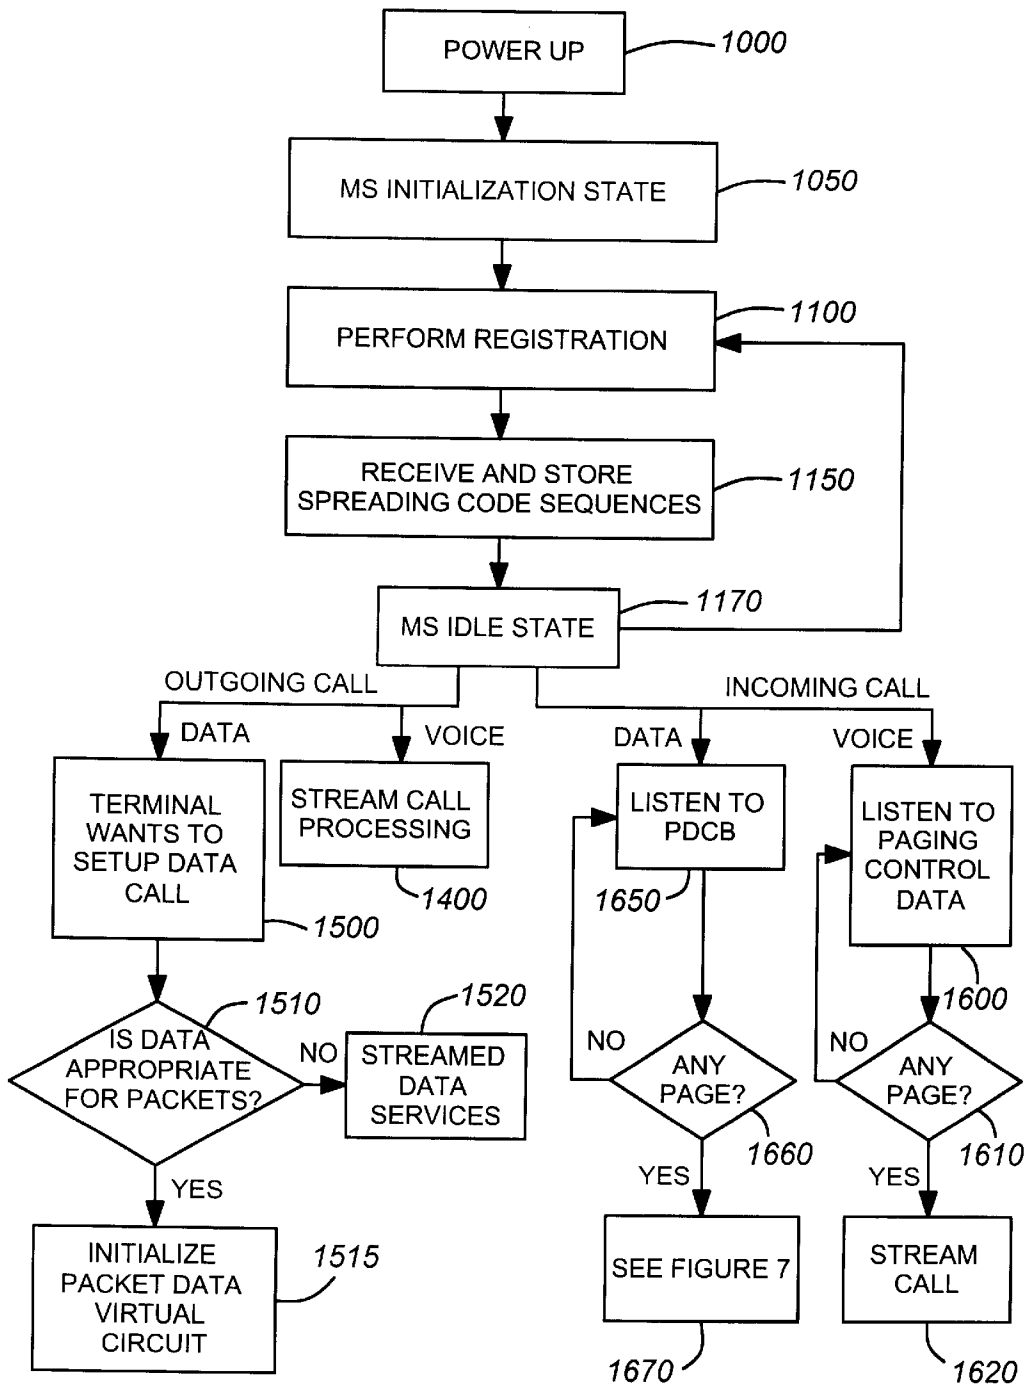 POWER UP
1000
MS INITIALIZATION STATE
1050
PERFORM REGISTRATION
1100
RECEIVE AND STORE
SPREADING CODE SEQUENCES
1150
MS IDLE STATE
1170
OUTGOING CALL
INCOMING CALL
DATA
VOICE
DATA
VOICE
TERMINAL
WANTS TO
SETUP DATA
CALL
1500
STREAM CALL
PROCESSING
1400
LISTEN TO
PDCB
1650
LISTEN TO
PAGING
CONTROL
DATA
1600
IS DATA
APPROPRIATE
FOR PACKETS?
1510
NO
STREAMED
DATA
SERVICES
1520
NO
ANY
PAGE?
1660
NO
ANY
PAGE?
1610
YES
YES
YES
INITIALIZE
PACKET DATA
VIRTUAL
CIRCUIT
1515
SEE FIGURE 7
1670
STREAM
CALL
1620